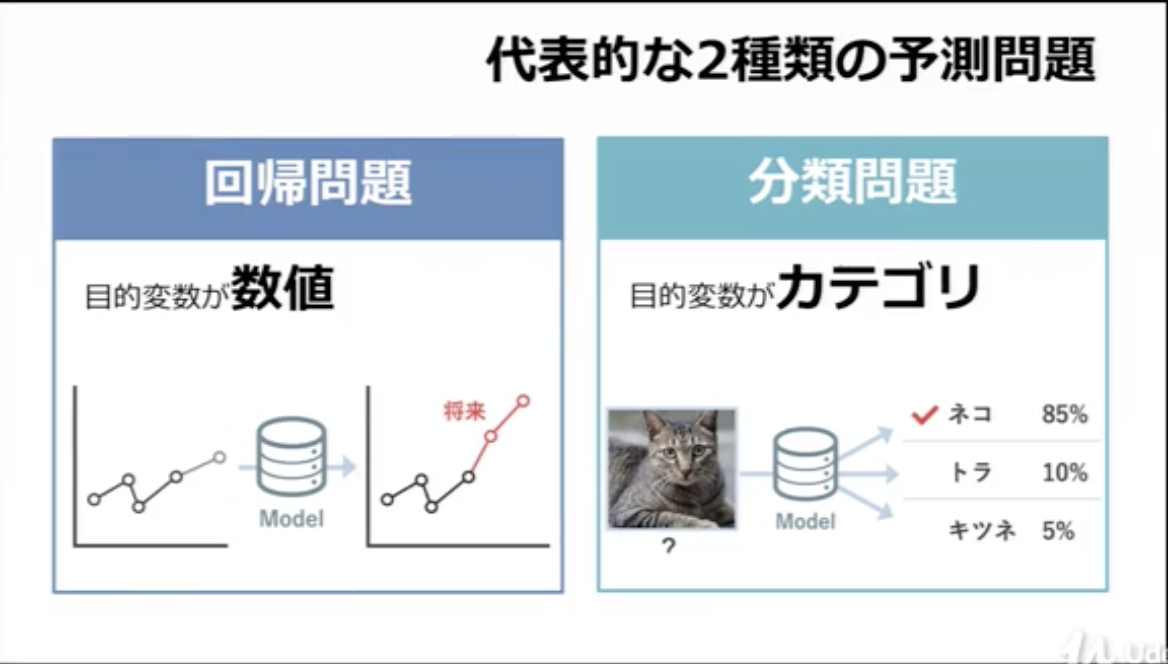 代表的な2種類の予測問題
回帰問題
目的変数が数値
将来
Model
分類問題
目的変数がカテゴリ
ネコ 85%
トラ 10%
キツネ 5%
Model
?